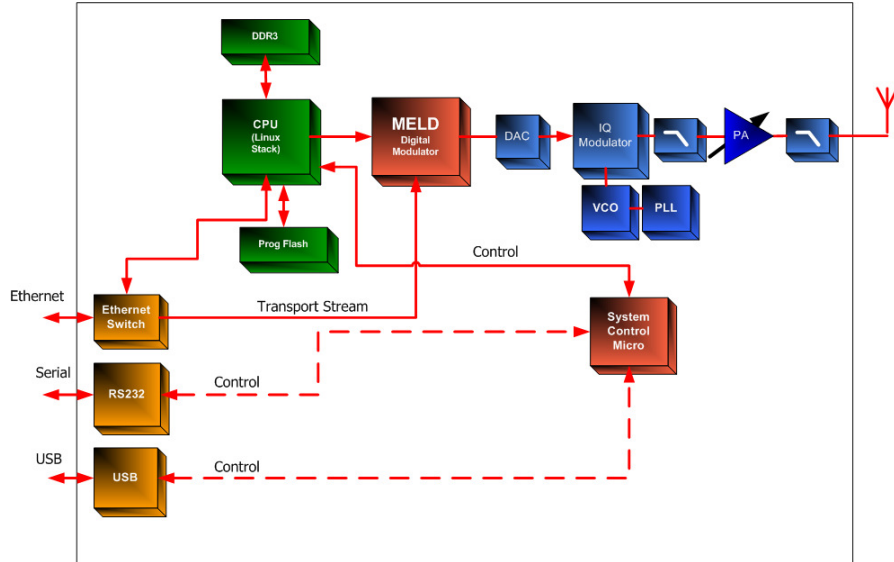 DDR3
CPU
(Linux
Stack)
MELD
Digital
Modulator
DAC
IQ
Modulator
PA
VCO
PLL
Prog Flash
Control
Ethernet
Ethernet
Switch
Transport Stream
System
Control
Micro
Serial
RS232
Control
USB
USB
Control